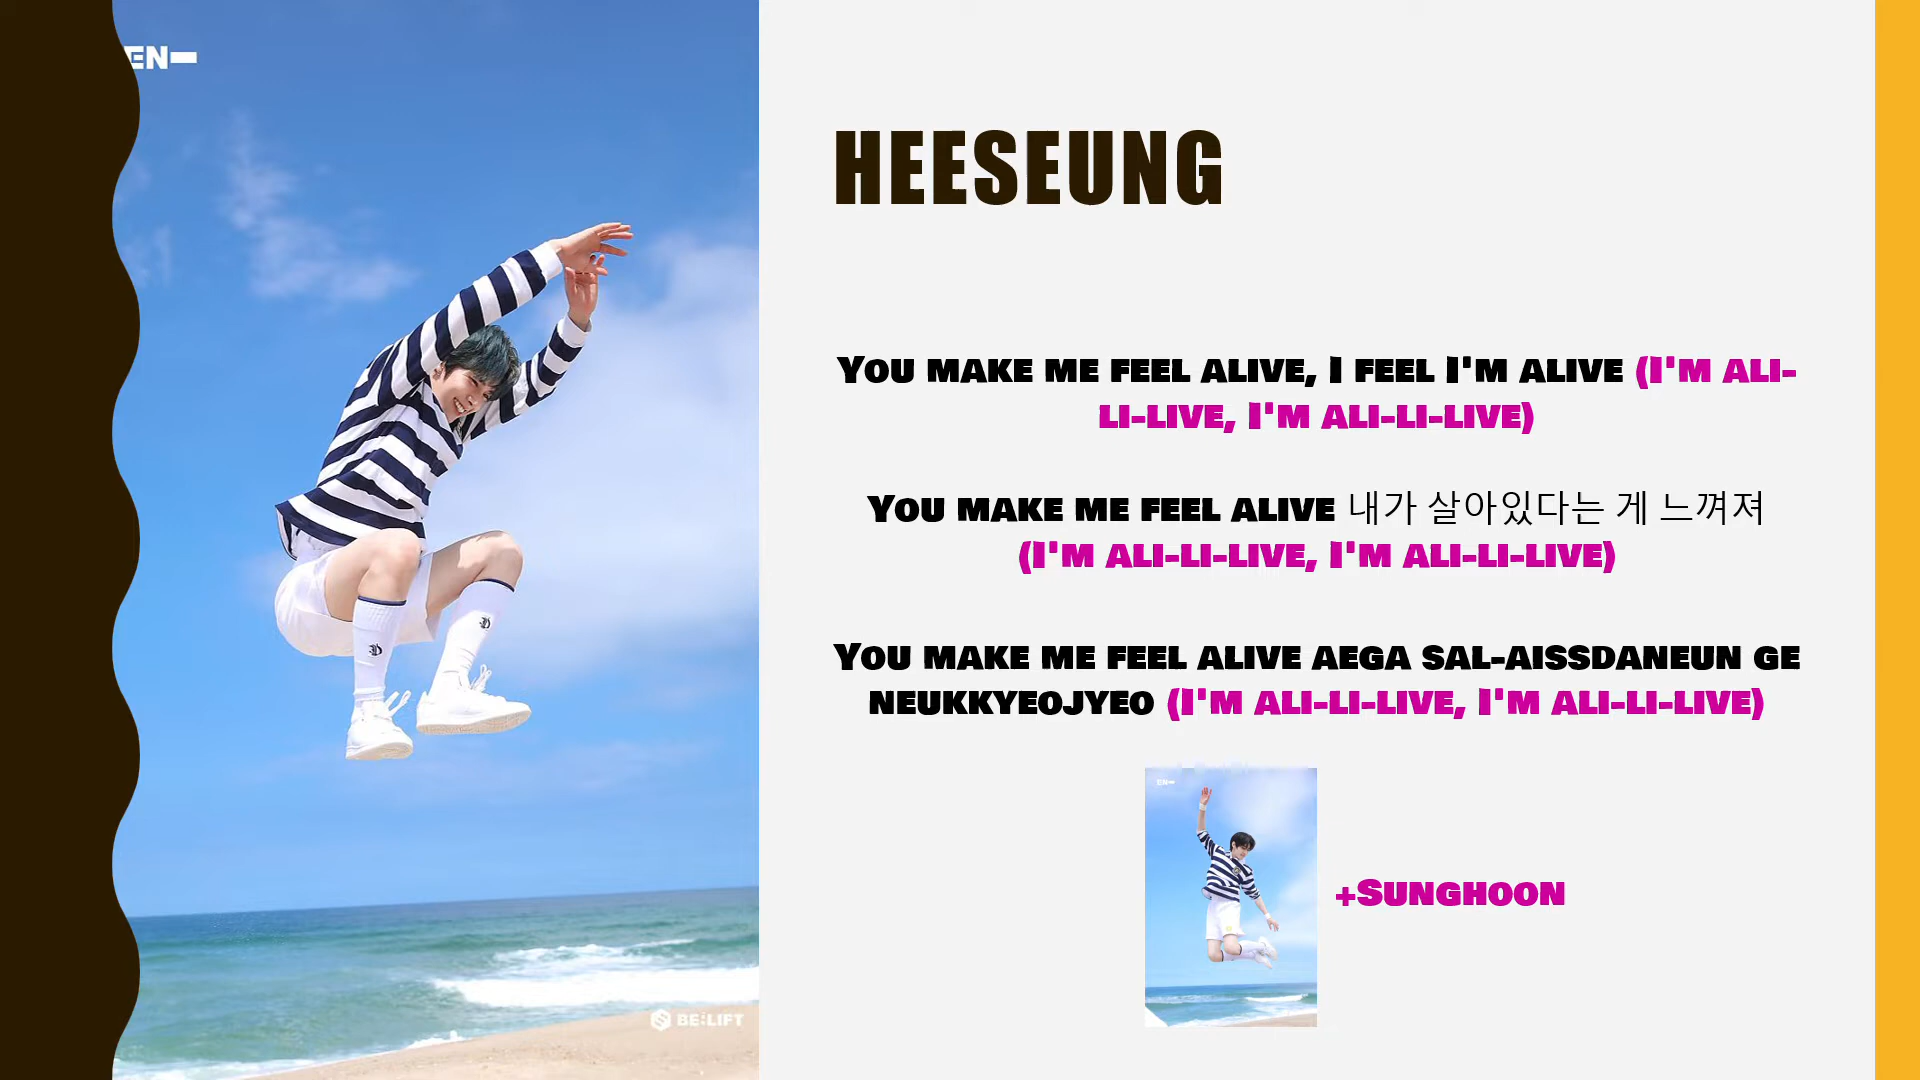 EN-
HEESEUNG
You make me feel alive, I feel I'm alive (I'm ali-
li-live, I'm ali-li-live)
You make me feel alive 내가 살아있다는 게 느껴져
(I'm ali-li-live, I'm ali-li-live)
You make me feel alive aega sal-aissdaneun ge
neukkyeojyeo (I'm ali-li-live, I'm ali-li-live)
EN-
+Sunghoon
BE:LIFT